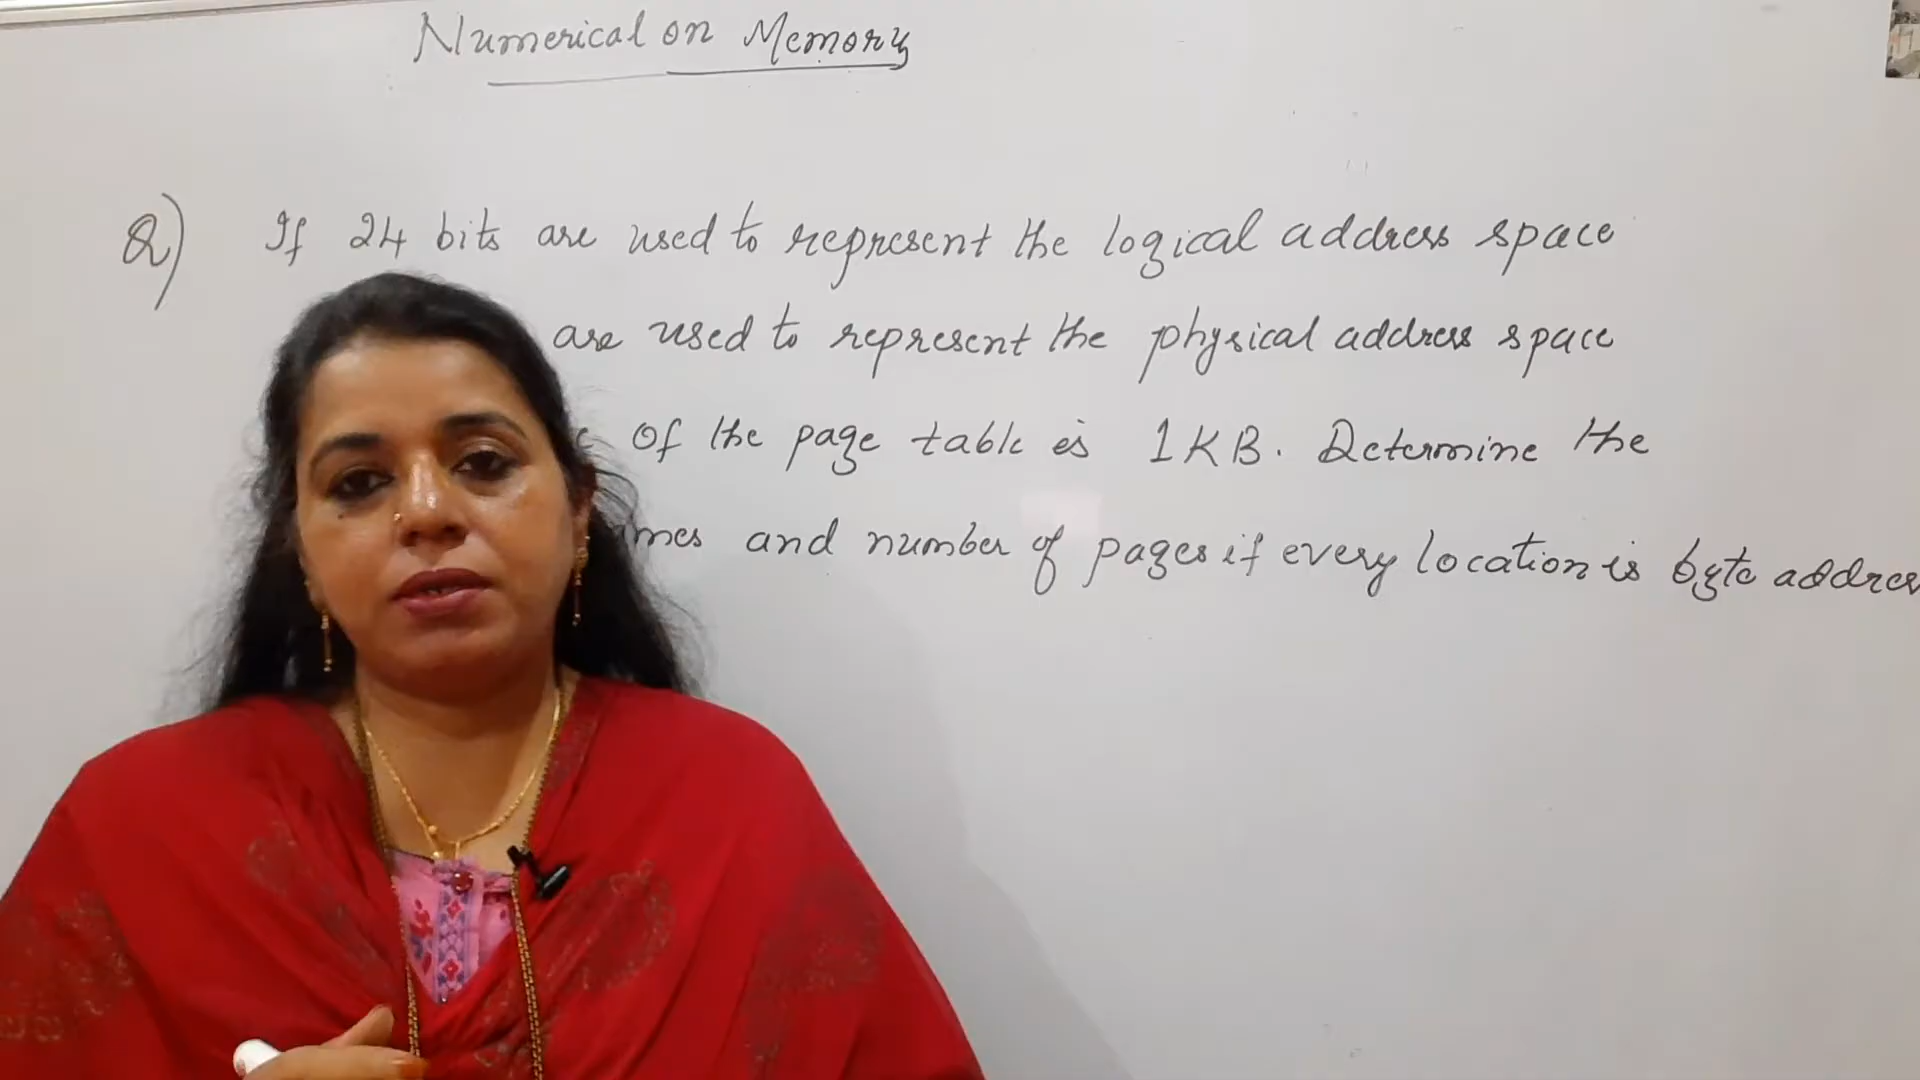 Numerical on Memory
Q) If 24 bits are used to represent the logical address space
are used to represent the physical address space
of the page table is 1KB. Determine the
and number of pages if every location is byte